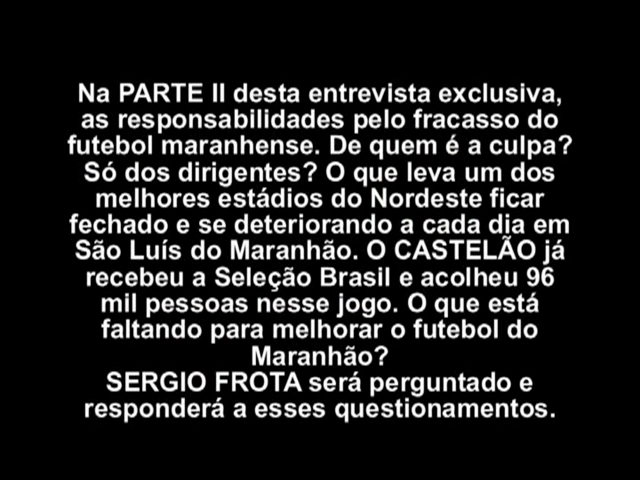 Na PARTE II desta entrevista exclusiva,
as responsabilidades pelo fracasso do
futebol maranhense. De quem é a culpa?
Só dos dirigentes? O que leva um dos
melhores estádios do Nordeste ficar
fechado e se deteriorando a cada dia em
São Luís do Maranhão. O CASTELÃO já
recebeu a Seleção Brasil e acolheu 96
mil pessoas nesse jogo. O que está
faltando para melhorar o futebol do
Maranhão?
SERGIO FROTA será perguntado e
responderá a esses questionamentos.